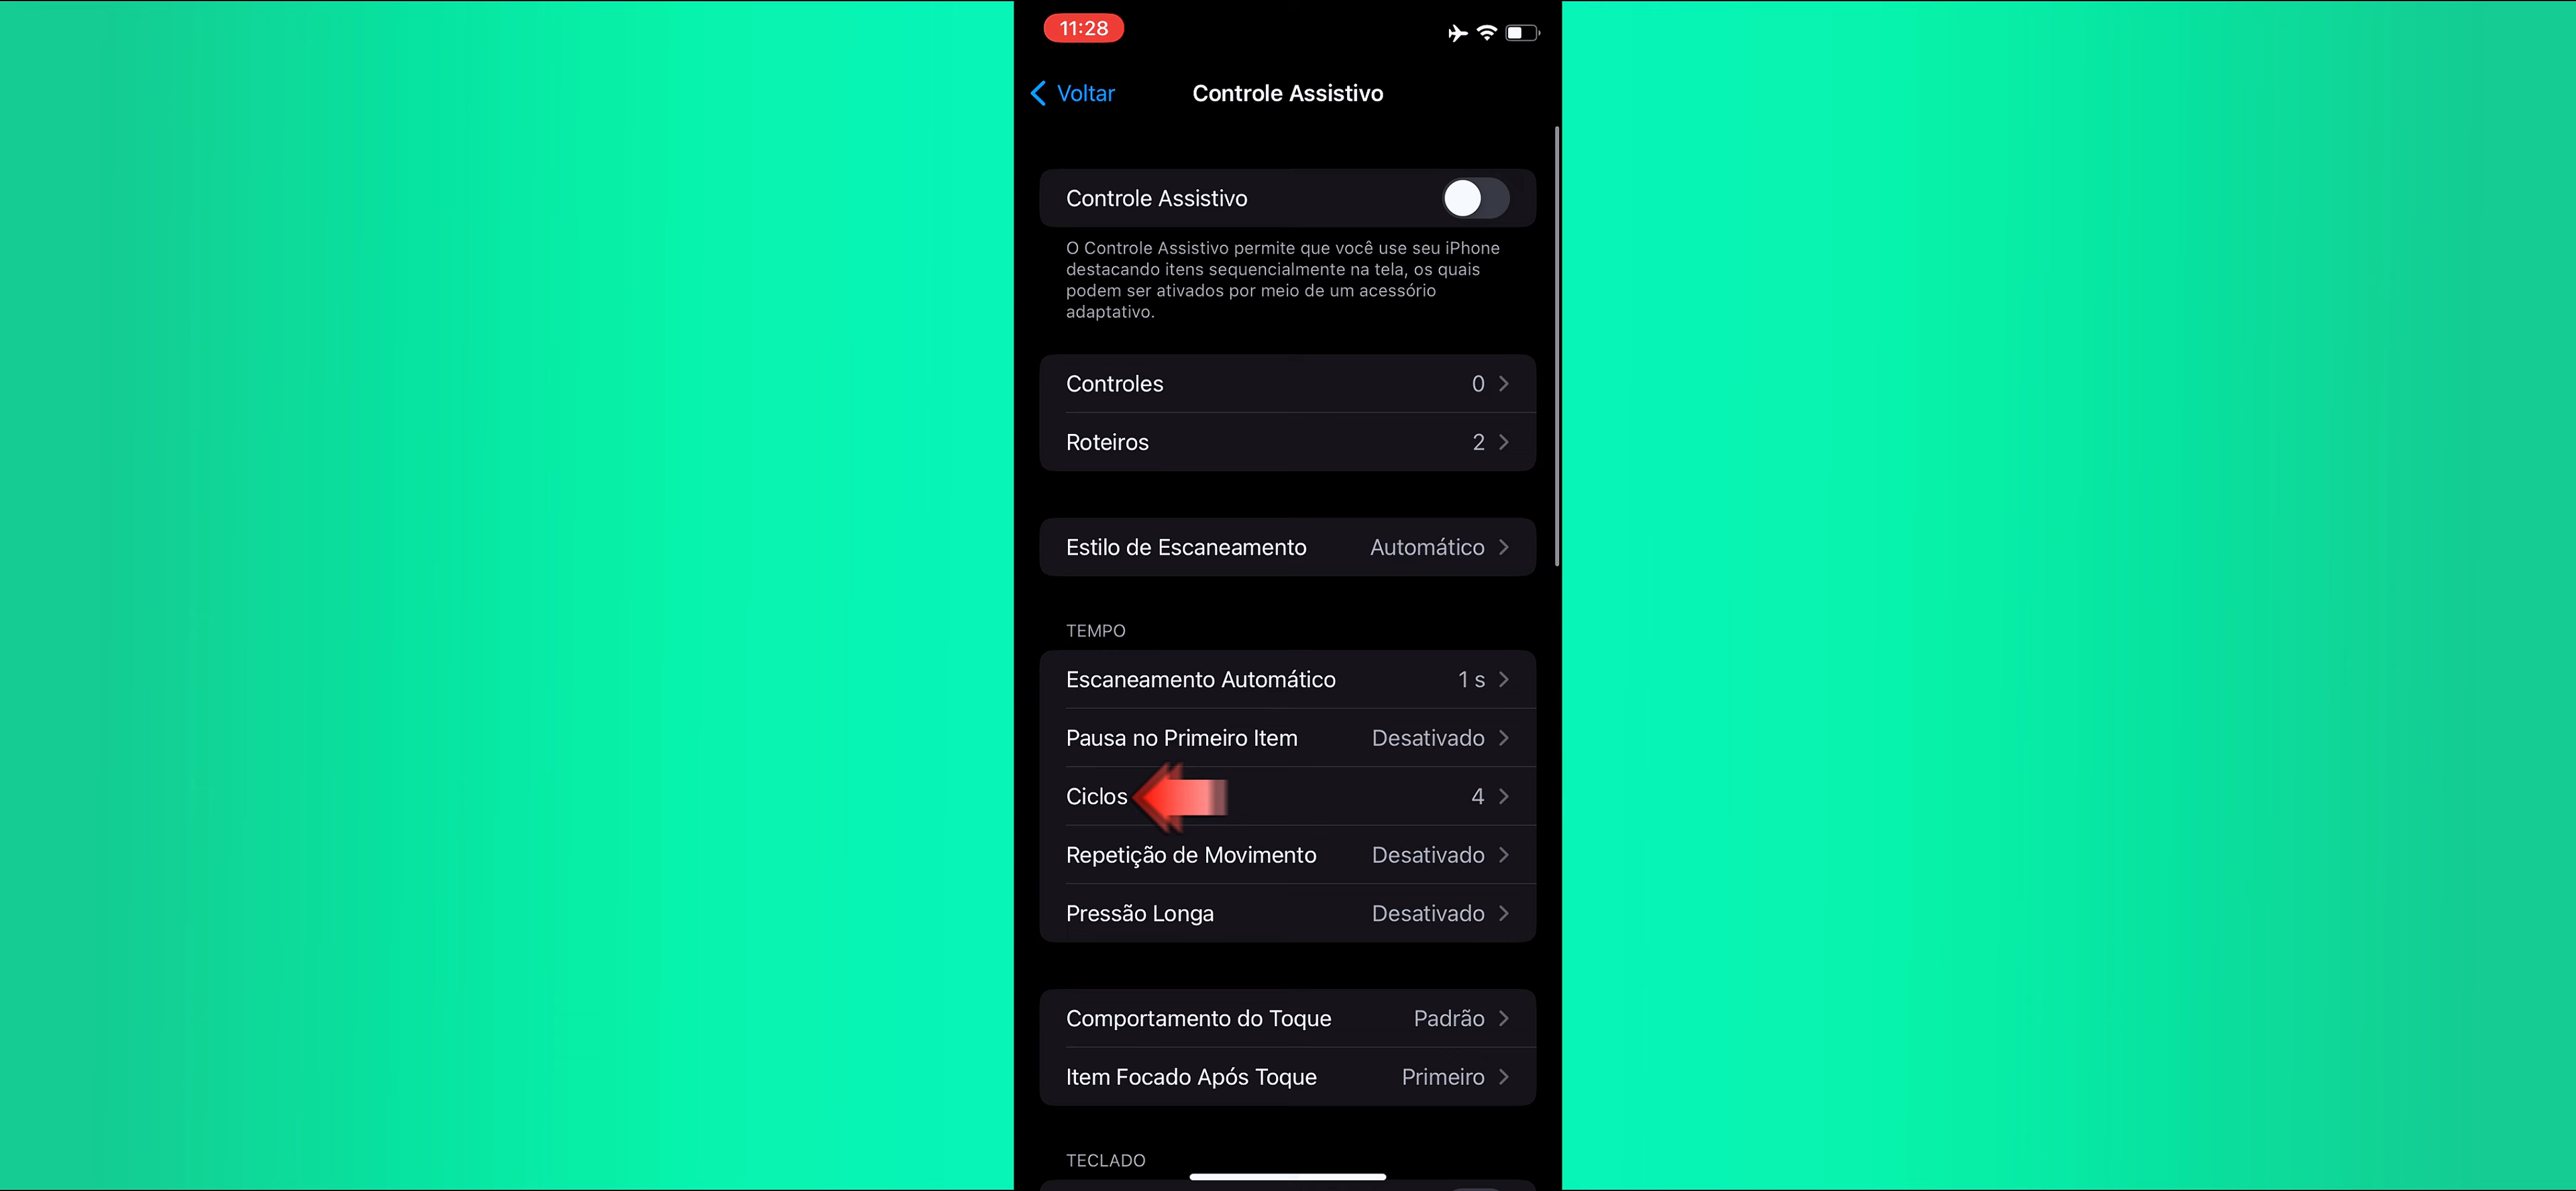 11:28
Voltar
Controle Assistivo
Controle Assistivo
O Controle Assistivo permite que você use seu iPhone
destacando itens sequencialmente na tela, os quais
podem ser ativados por meio de um acessório
adaptativo.
Controles 0
Roteiros 2
Estilo de Escaneamento Automático
TEMPO
Escaneamento Automático 1 s
Pausa no Primeiro Item Desativado
Ciclos 4
Repetição de Movimento Desativado
Pressão Longa Desativado
Comportamento do Toque Padrão
Item Focado Após Toque Primeiro
TECLADO